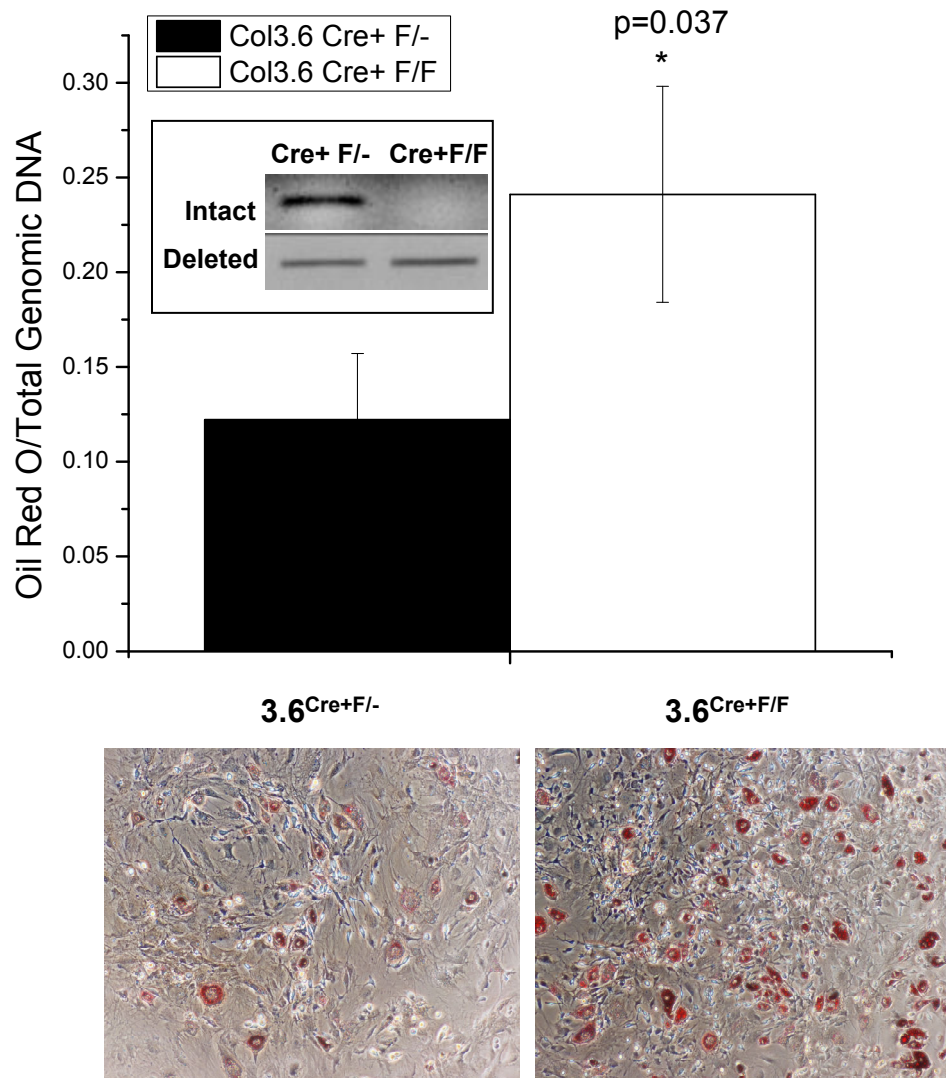 p=0.037
*
Col3.6 Cre+ F/-
Col3.6 Cre+ F/F
Cre+ F/- Cre+F/F
Intact
Deleted
Oil Red O/Total Genomic DNA
0.30
0.25
0.20
0.15
0.10
0.05
0.00
3.6Cre+F/- 3.6Cre+F/F